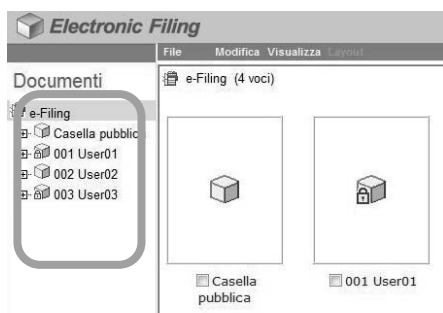 Electronic Filing
File Modifica Visualizza Layout
Documenti
e-Filing
Casella pubblic
001 User01
002 User02
003 User03
e-Filing (4 voci)
Casella pubblica
001 User01